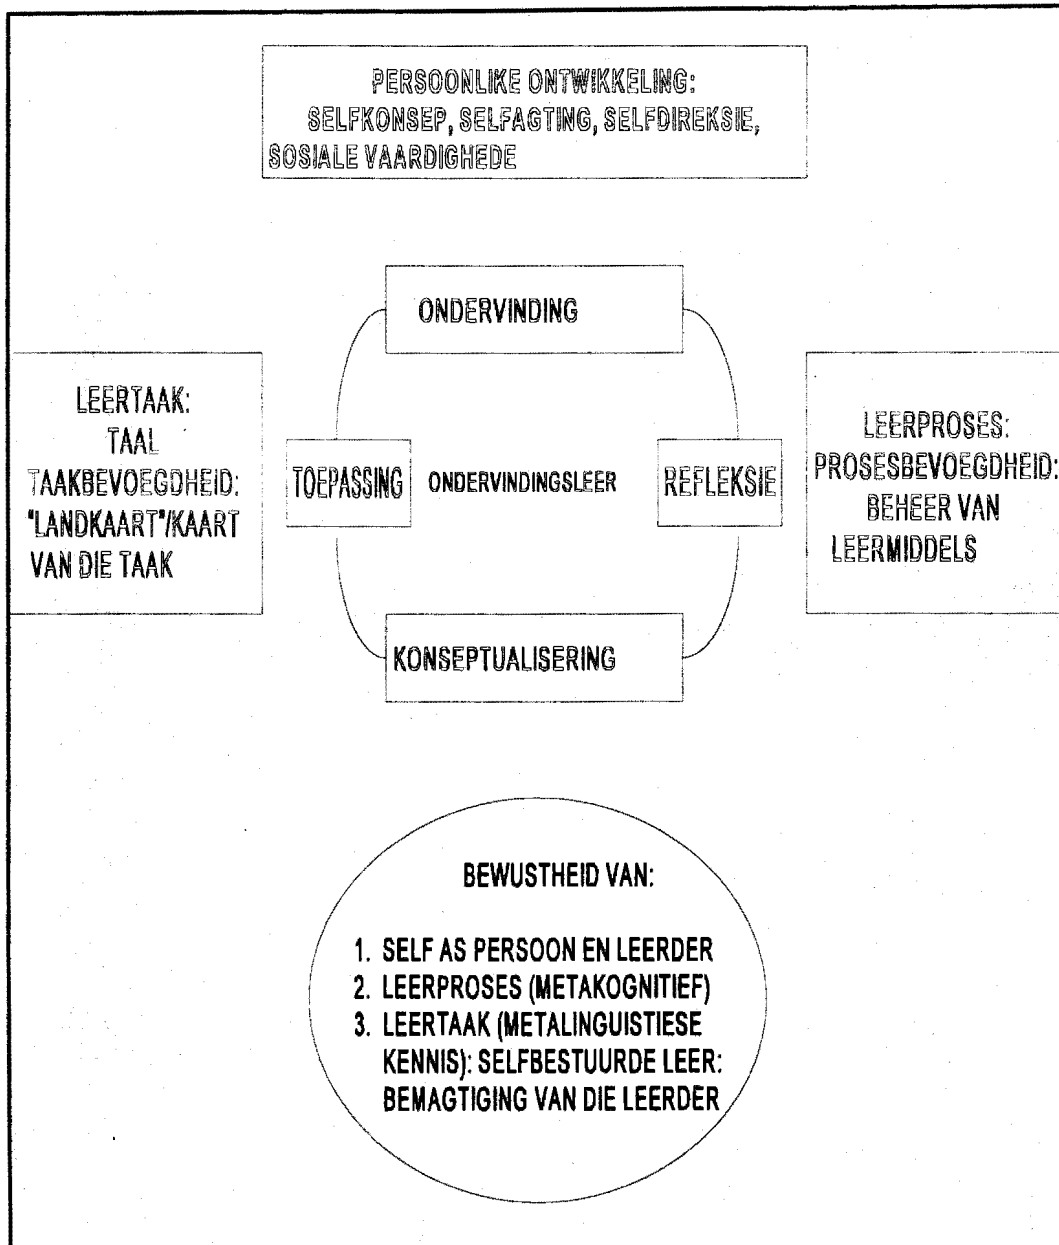 PERSOONLIKE ONTWIKKELING:
SELFKONSEP, SELFAGTING, SELFDIREKSIE,
SOSIALE VAARDIGHEDE
ONDERVINDING
LEERTAAK:
TAAL
TAAKBEVOEGDHEID:
"LANDKAART"/KAART
VAN DIE TAAK
TOEPASSING
ONDERVINDINGSLEER
REFLEKSIE
LEERPROSES:
PROSESBEVOEGDHEID:
BEHEER VAN
LEERMIDDELS
KONSEPTUALISERING
BEWUSTHEID VAN:
1. SELF AS PERSOON EN LEERDER
2. LEERPROSES (METAKOGNITIEF)
3. LEERTAAK (METALINGUISTIESE
KENNIS): SELFBESTUURDE LEER:
BEMAGTIGING VAN DIE LEERDER